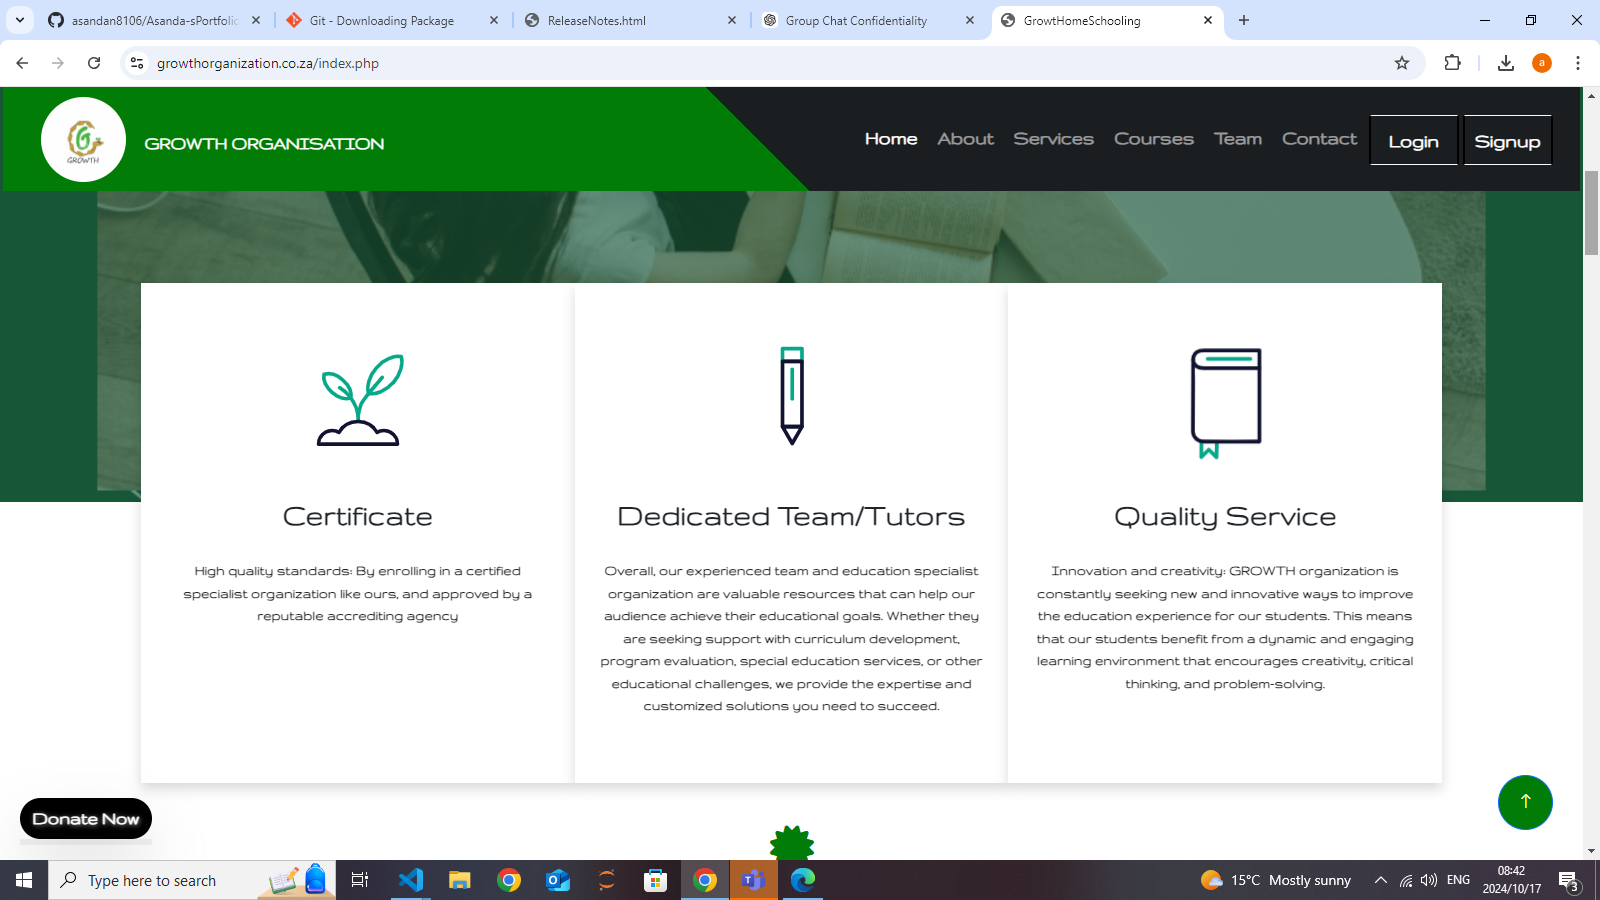 asandan8106/Asanda-sPortfolio
Git - Downloading Package
ReleaseNotes.html
Group Chat Confidentiality
GrowtHomeSchooling
growthorganization.co.za/index.php
a
GROWTH
GROWTH ORGANISATION
Home
About
Services
Courses
Team
Contact
Login
Signup
Certificate
High quality standards: By enrolling in a certified
specialist organization like ours, and approved by a
reputable accrediting agency
Dedicated Team/Tutors
Overall, our experienced team and education specialist
organization are valuable resources that can help our
audience achieve their educational goals. Whether they
are seeking support with curriculum development,
program evaluation, special education services, or other
educational challenges, we provide the expertise and
customized solutions you need to succeed.
Quality Service
Innovation and creativity: GROWTH organization is
constantly seeking new and innovative ways to improve
the education experience for our students. This means
that our students benefit from a dynamic and engaging
learning environment that encourages creativity, critical
thinking, and problem-solving.
Donate Now
Type here to search
15°C Mostly sunny
ENG
08:42
2024/10/17
3